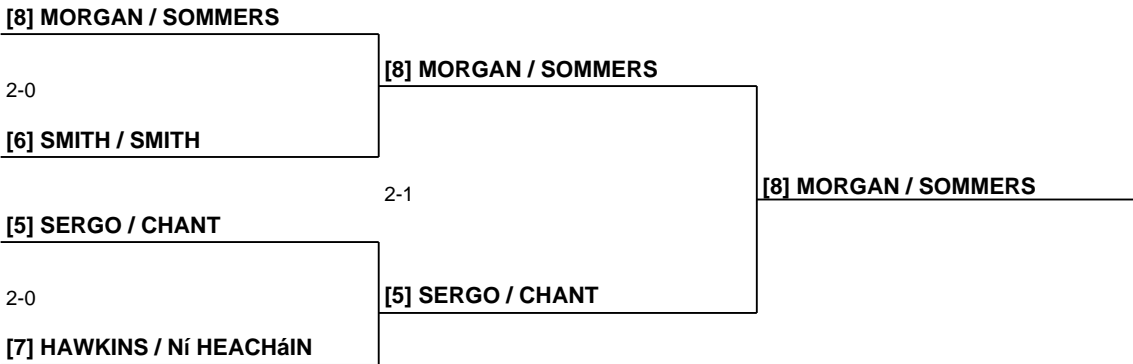 [8] MORGAN / SOMMERS
[8] MORGAN / SOMMERS
2-0
[6] SMITH / SMITH
[8] MORGAN / SOMMERS
2-1
[5] SERGO / CHANT
[5] SERGO / CHANT
2-0
[7] HAWKINS / Ní HEACHáIN